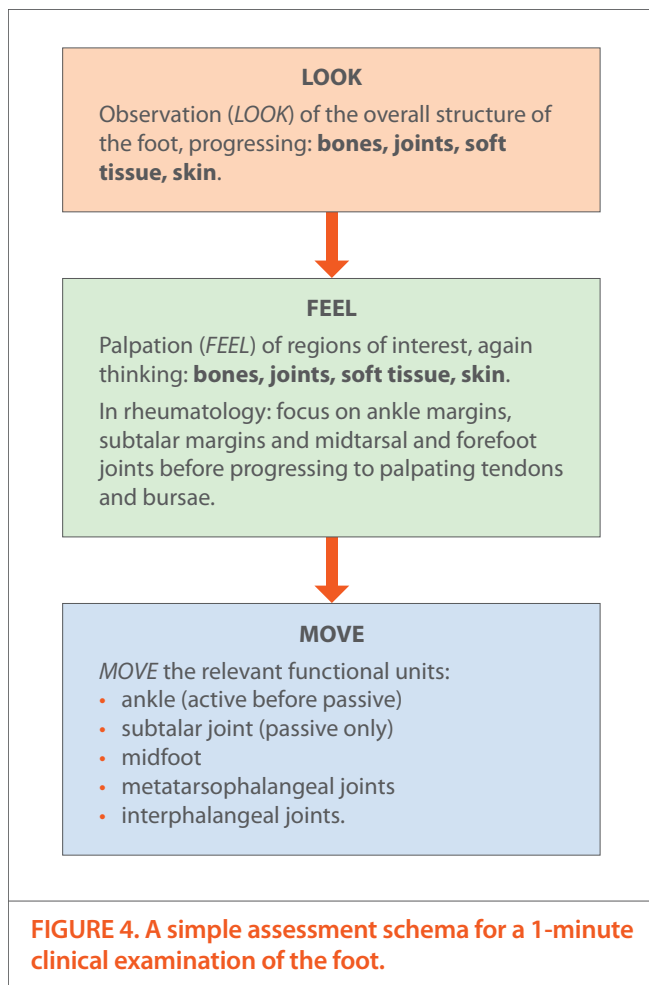 LOOK
Observation (LOOK) of the overall structure of
the foot, progressing: bones, joints, soft
tissue, skin.
FEEL
Palpation (FEEL) of regions of interest, again
thinking: bones, joints, soft tissue, skin.
In rheumatology: focus on ankle margins,
subtalar margins and midtarsal and forefoot
joints before progressing to palpating tendons
and bursae.
MOVE
MOVE the relevant functional units:
• ankle (active before passive)
• subtalar joint (passive only)
• midfoot
• metatarsophalangeal joints
• interphalangeal joints.
FIGURE 4. A simple assessment schema for a 1-minute
clinical examination of the foot.